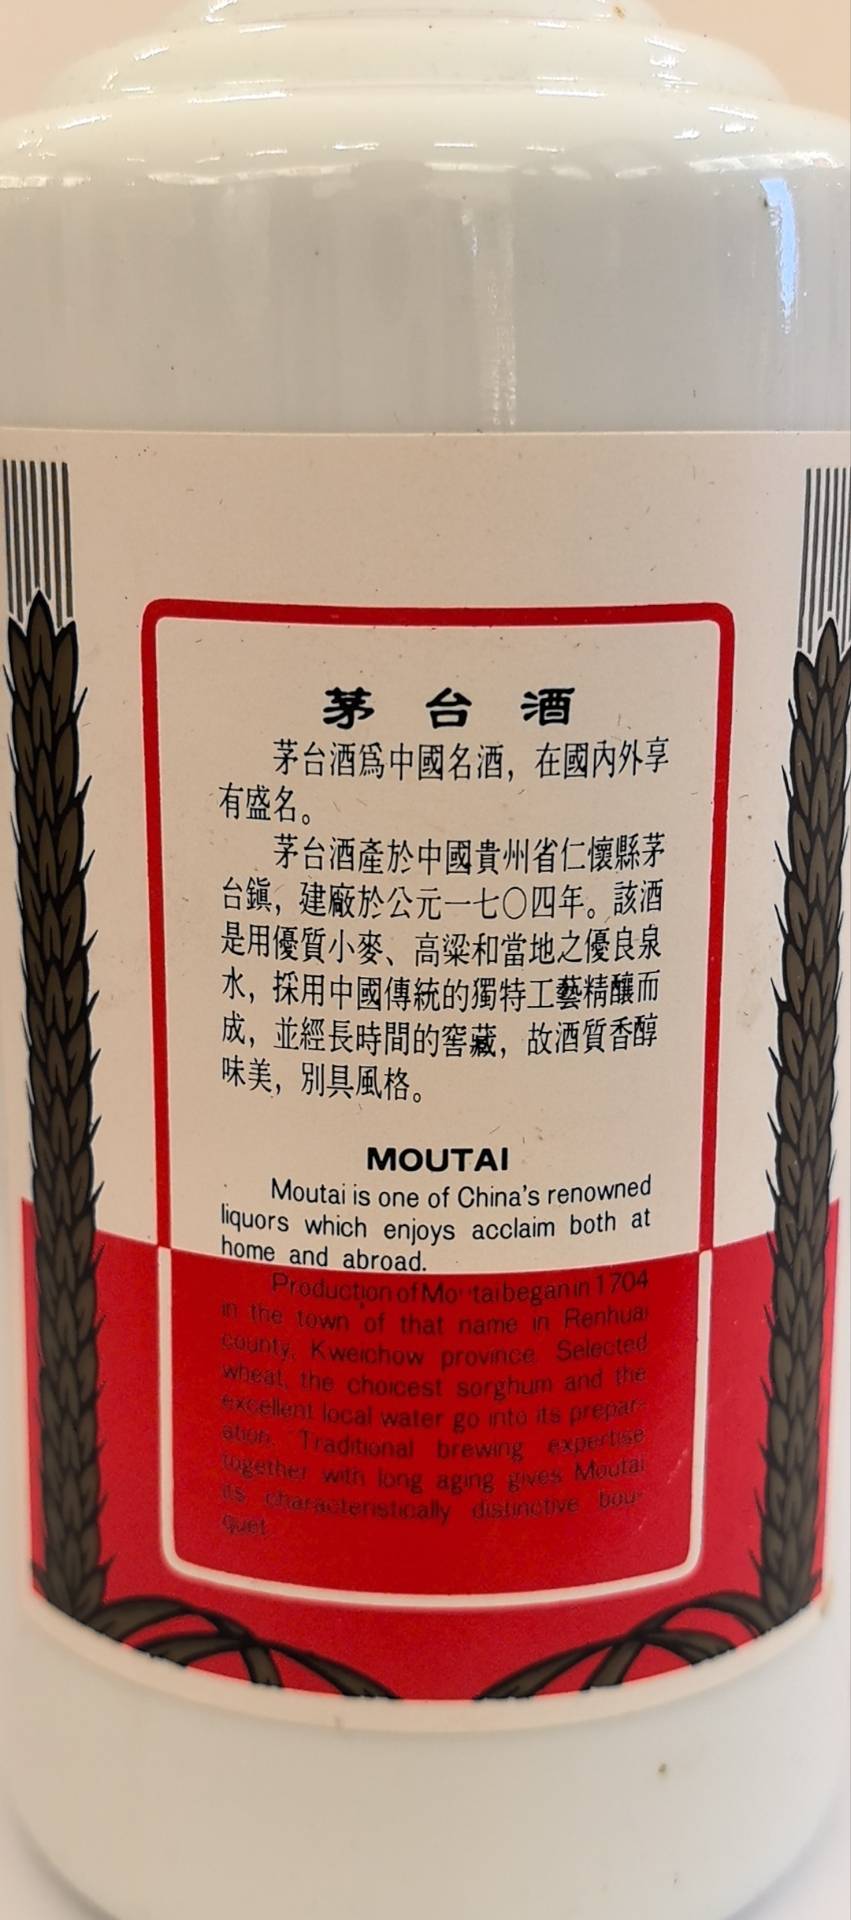 茅台酒
茅台酒爲中國名酒，在國內外享
有盛名。
茅台酒產於中國貴州省仁懷縣茅
台鎭，建廠於公元一七〇四年。該酒
是用優質小麥、高粱和當地之優良泉
水，採用中國傳統的獨特工藝精釀而
成，並經長時間的窖藏，故酒質香醇
味美，別具風格。
MOUTAI
Moutai is one of China's renowned
liquors which enjoys acclaim both at
home and abroad.
Production of Moutai began in 1704
in the town of that name in Renhuai
county, Kweichow province. Selected
wheat, the choicest sorghum and the
excellent local water go into its prepar-
ation. Traditional brewing expertise
together with long aging gives Moutai
its characteristically distinctive bou-
quet.